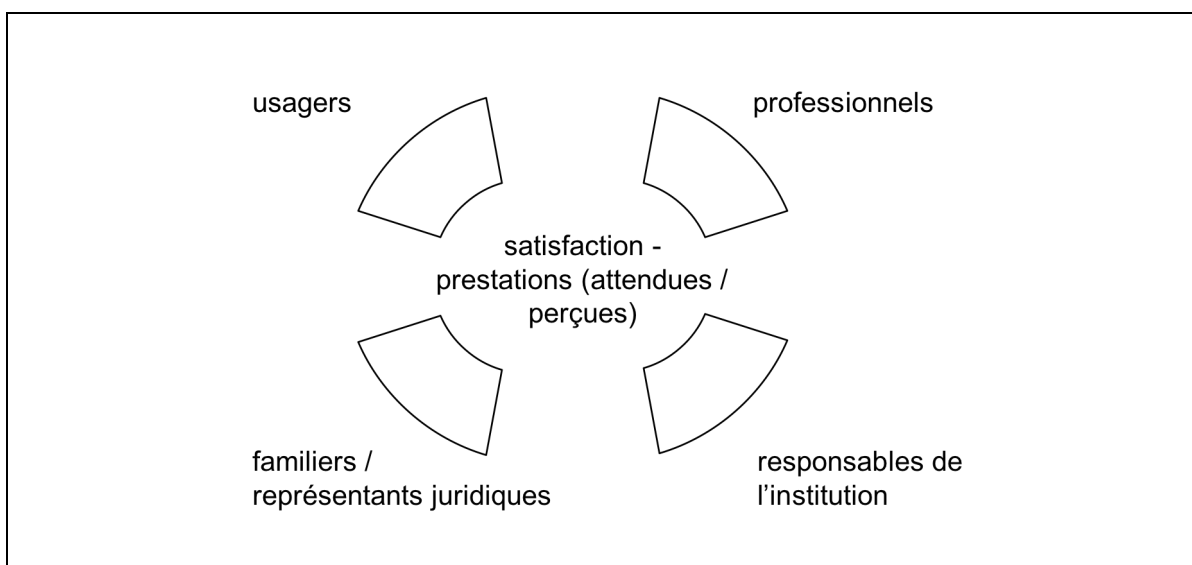 usagers
professionnels
satisfaction -
prestations (attendues /
perçues)
familiers /
représentants juridiques
responsables de
l’institution